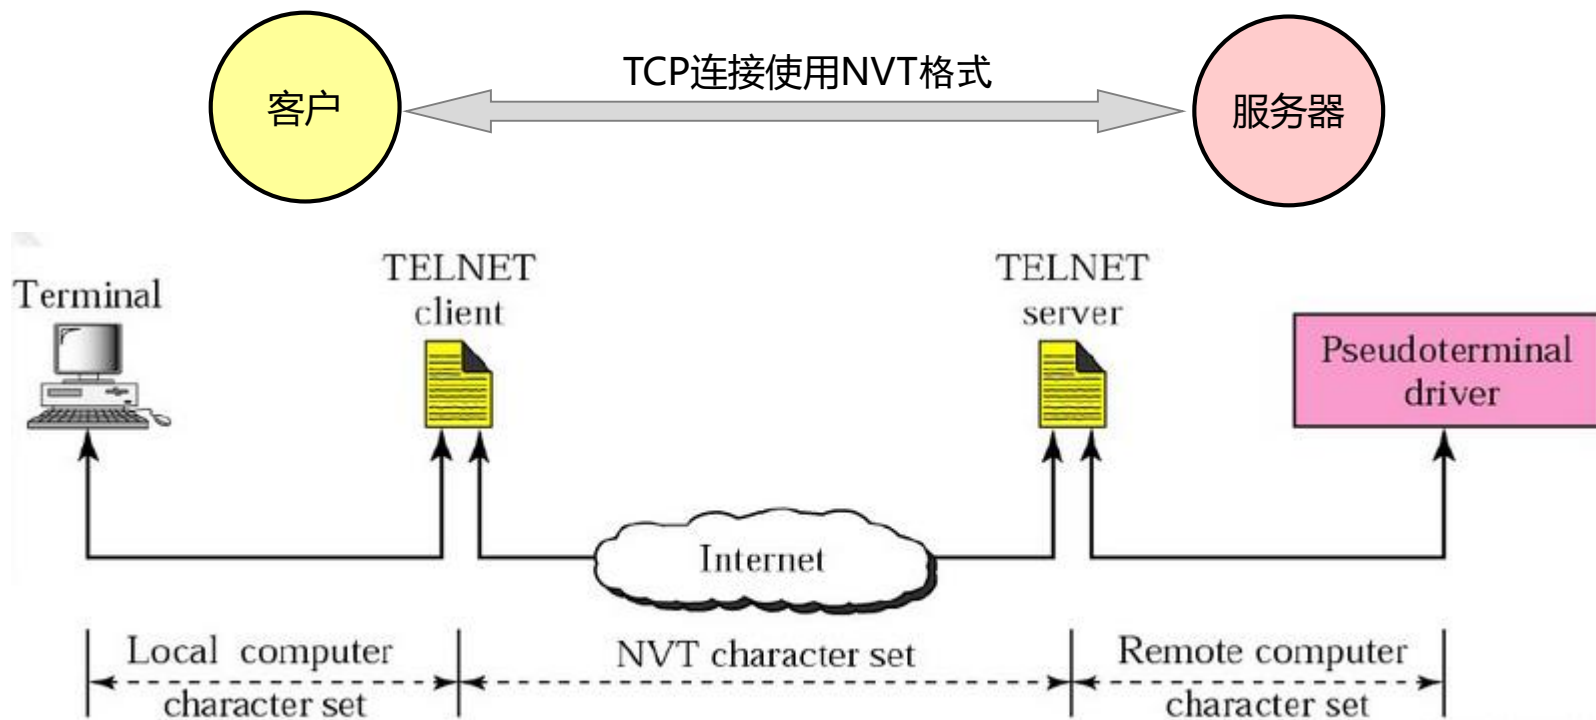 客户
TCP连接使用NVT格式
服务器
Terminal
TELNET
client
TELNET
server
Pseudoterminal
driver
Internet
Local computer
character set
NVT character set
Remote computer
character set